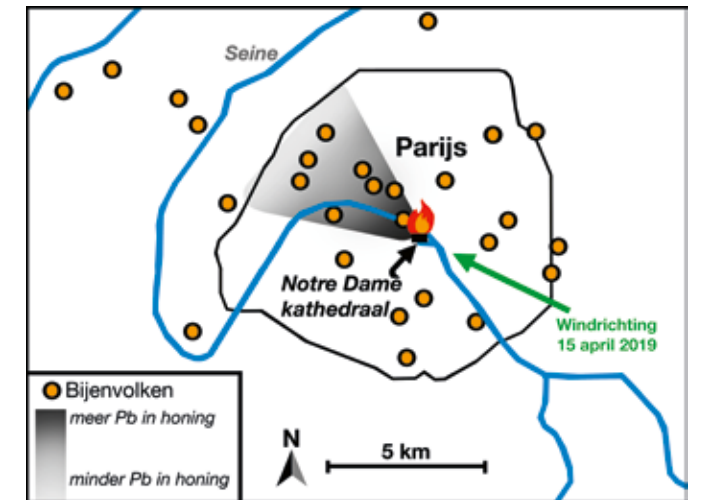 Seine
Parijs
Notre Dame
kathedraal
Windrichting
15 april 2019
Bijenvolken
meer Pb in honing
minder Pb in honing
N
5 km